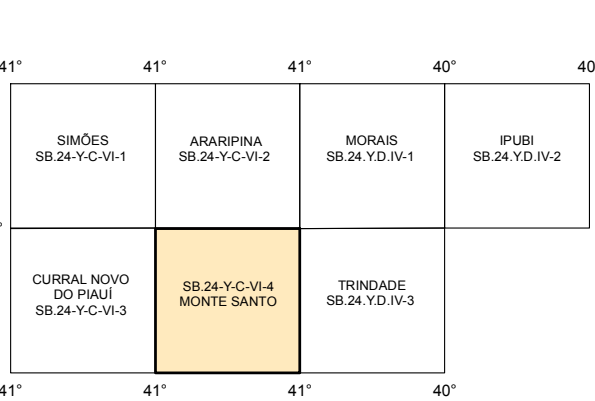 41° 41° 41° 40° 40
SIMÕES
SB.24-Y-C-VI-1
ARARIPINA
SB.24-Y-C-VI-2
MORAIS
SB.24.Y.D.IV-1
IPUBI
SB.24.Y.D.IV-2
°
CURRAL NOVO
DO PIAUÍ
SB.24-Y-C-VI-3
SB.24-Y-C-VI-4
MONTE SANTO
TRINDADE
SB.24.Y.D.IV-3
41° 41° 41° 40°